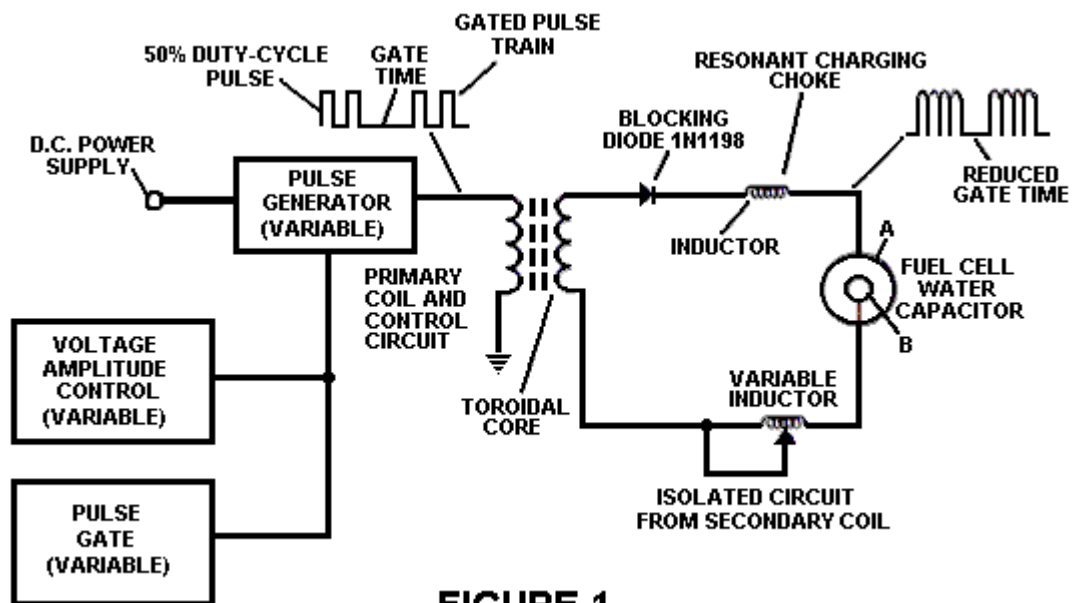 GATED PULSE
TRAIN
50% DUTY-CYCLE
PULSE
GATE
TIME
RESONANT CHARGING
CHOKE
BLOCKING
DIODE 1N1198
D.C. POWER
SUPPLY
PULSE
GENERATOR
(VARIABLE)
REDUCED
GATE TIME
INDUCTOR
A
FUEL CELL
WATER
CAPACITOR
B
PRIMARY
COIL AND
CONTROL
CIRCUIT
VOLTAGE
AMPLITUDE
CONTROL
(VARIABLE)
TOROIDAL
CORE
VARIABLE
INDUCTOR
ISOLATED CIRCUIT
FROM SECONDARY COIL
PULSE
GATE
(VARIABLE)
FIGURE 1